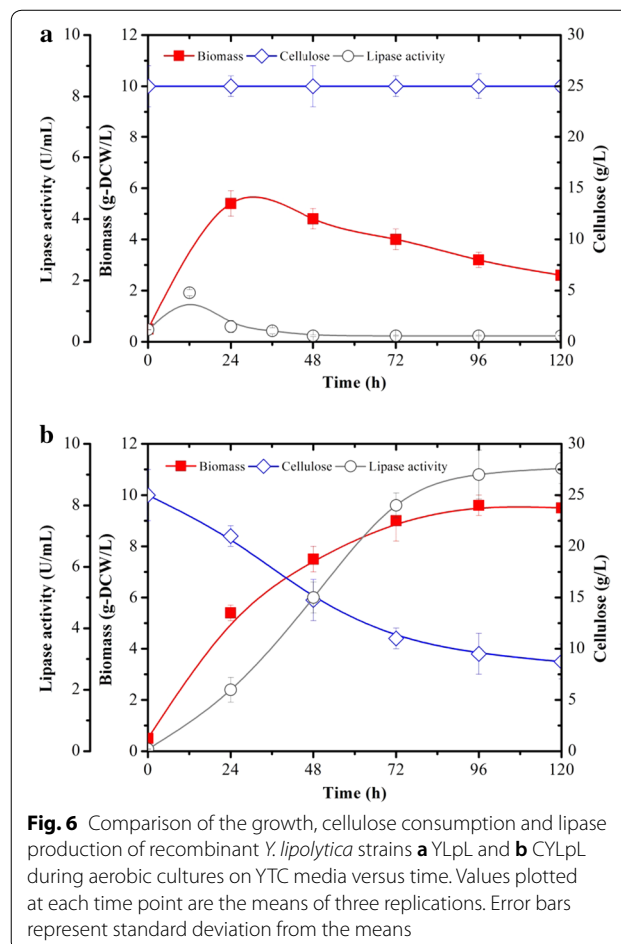 a
10
12
30
Biomass
Cellulose
Lipase activity
8
10
25
8
20
6
6
15
4
4
10
2
2
5
0
0
0
Lipase activity (U/mL)
Biomass (g-DCW/L)
Cellulose (g/L)
0 24 48 72 96 120
Time (h)
b
10
12
30
Biomass
Cellulose
Lipase activity
8
10
25
8
20
6
6
15
4
4
10
2
2
5
0
0
0
Lipase activity (U/mL)
Biomass (g-DCW/L)
Cellulose (g/L)
0 24 48 72 96 120
Time (h)
Fig. 6 Comparison of the growth, cellulose consumption and lipase
production of recombinant Y. lipolytica strains a YLpL and b CYLpL
during aerobic cultures on YTC media versus time. Values plotted
at each time point are the means of three replications. Error bars
represent standard deviation from the means